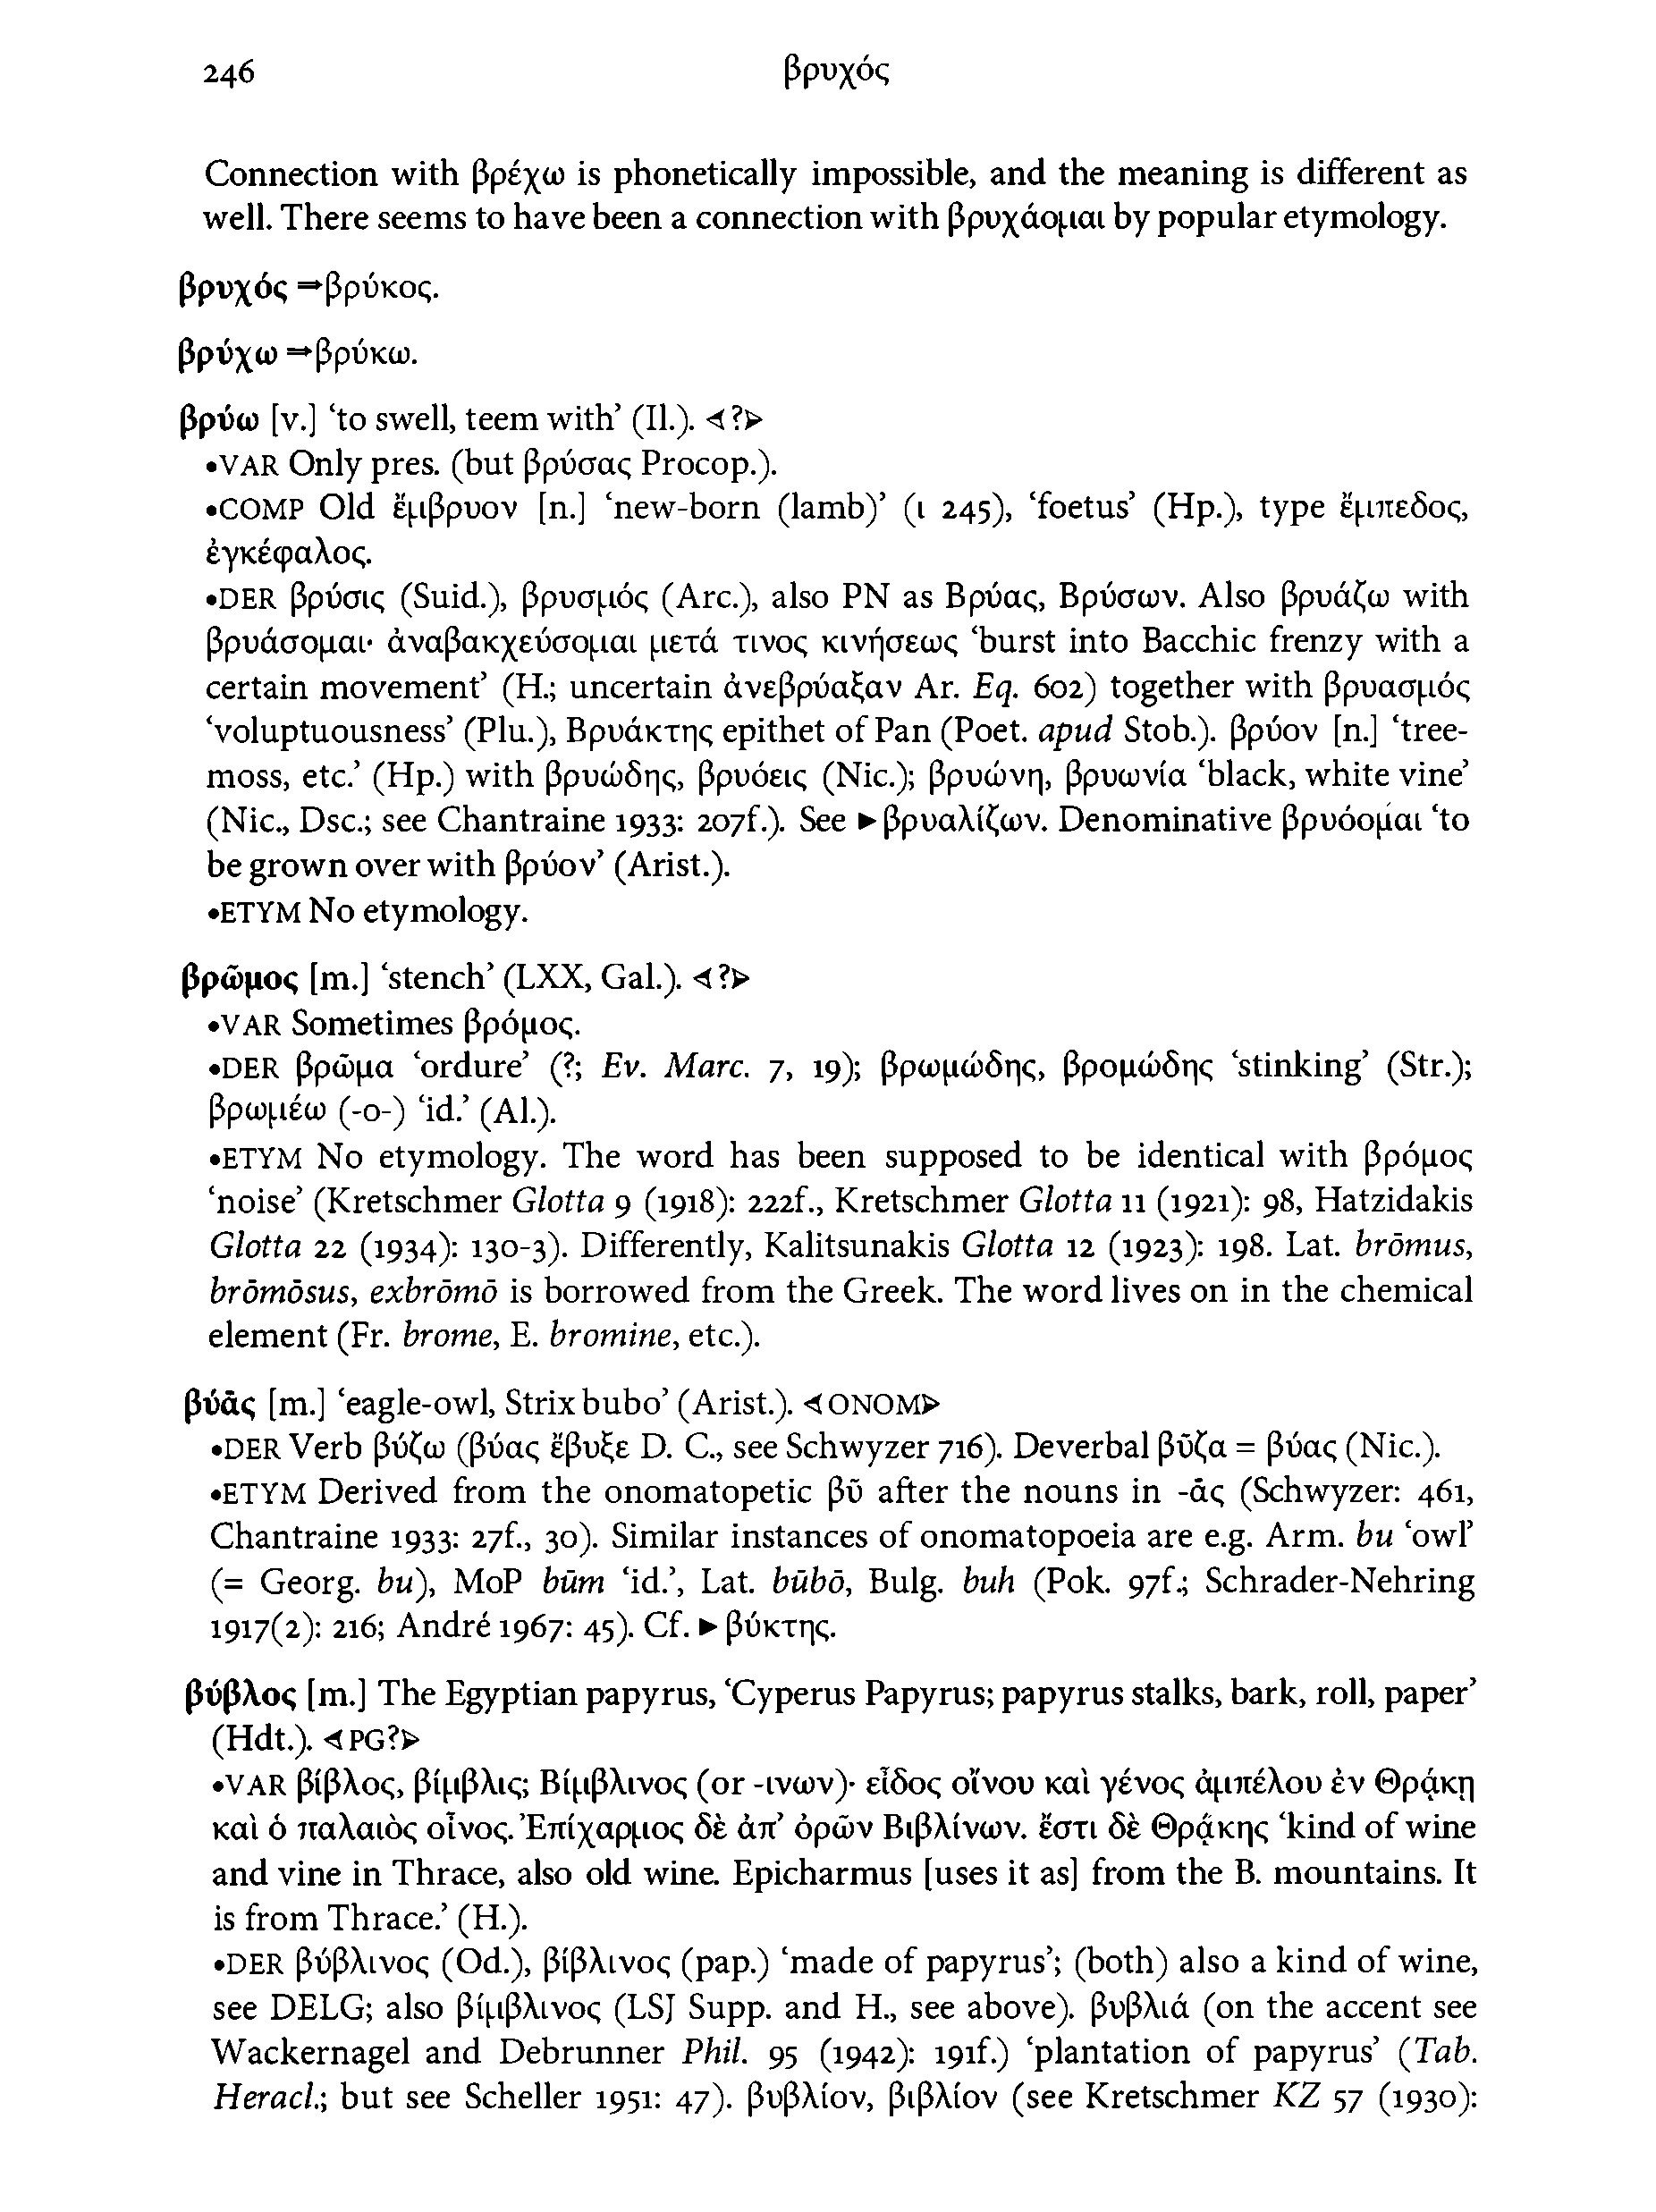 246 βρυχός
Connection with βρέχω is phonetically impossible, and the meaning is different as
well. There seems to have been a connection with βρυχάομαι by popular etymology.
βρυχός ⇒βρύκος.
βρύχω ⇒βρύκω.
βρύω [v.] ‘to swell, teem with’ (Il.). ⊲?⊳
•VAR Only pres. (but βρύσας Procop.).
•COMP Old ἔμβρυον [n.] ‘new-born (lamb)’ (ι 245), ‘foetus’ (Hp.), type ἔμπεδος,
ἐγκέφαλος.
•DER βρύσις (Suid.), βρυσμός (Arc.), also PN as Βρύας, Βρύσων. Also βρυάζω with
βρυάσομαι· ἀναβακχεύσομαι μετά τινος κινήσεως ‘burst into Bacchic frenzy with a
certain movement’ (H.; uncertain ἀνεβρύαξαν Ar. Eq. 602) together with βρυασμός
‘voluptuousness’ (Plu.), Βρυάκτης epithet of Pan (Poet. apud Stob.). βρύον [n.] ‘tree-
moss, etc.’ (Hp.) with βρυώδης, βρυόεις (Nic.); βρυώνη, βρυωνία ‘black, white vine’
(Nic., Dsc.; see Chantraine 1933: 207f.). See ►βρυαλίζων. Denominative βρυόομαι ‘to
be grown over with βρύον’ (Arist.).
•ETYM No etymology.
βρῶμος [m.] ‘stench’ (LXX, Gal.). ⊲?⊳
•VAR Sometimes βρόμος.
•DER βρῶμα ‘ordure’ (?; Ev. Marc. 7, 19); βρωμώδης, βρομώδης ‘stinking’ (Str.);
βρωμέω (-ο-) ‘id.’ (Al.).
•ETYM No etymology. The word has been supposed to be identical with βρόμος
‘noise’ (Kretschmer Glotta 9 (1918): 222f., Kretschmer Glotta 11 (1921): 98, Hatzidakis
Glotta 22 (1934): 130-3). Differently, Kalitsunakis Glotta 12 (1923): 198. Lat. brōmus,
brōmōsus, exbrōmō is borrowed from the Greek. The word lives on in the chemical
element (Fr. brome, E. bromine, etc.).
βύᾱς [m.] ‘eagle-owl, Strix bubo’ (Arist.). ⊲ONOM⊳
•DER Verb βύζω (βύας ἔβυξε D. C., see Schwyzer 716). Deverbal βῦζα = βύας (Nic.).
•ETYM Derived from the onomatopetic βῦ after the nouns in -ᾱς (Schwyzer: 461,
Chantraine 1933: 27f., 30). Similar instances of onomatopoeia are e.g. Arm. bu ‘owl’
(= Georg. bu), MoP būm ‘id.’, Lat. būbō, Bulg. buh (Pok. 97f.; Schrader-Nehring
1917(2): 216; André 1967: 45). Cf. ►βύκτης.
βύβλος [m.] The Egyptian papyrus, ‘Cyperus Papyrus; papyrus stalks, bark, roll, paper’
(Hdt.). ⊲PG?⊳
•VAR βίβλος, βίμβλις; Βίμβλινος (or -ινων)· εἶδος οἴνου καὶ γένος ἀμπέλου ἐν Θρᾴκῃ
καὶ ὁ παλαιὸς οἶνος. Ἐπίχαρμος δὲ ἀπ’ ὀρῶν Βιβλίνων. ἔστι δὲ Θρᾴκης ‘kind of wine
and vine in Thrace, also old wine. Epicharmus [uses it as] from the B. mountains. It
is from Thrace.’ (H.).
•DER βύβλινος (Od.), βίβλινος (pap.) ‘made of papyrus’; (both) also a kind of wine,
see DELG; also βίμβλινος (LSJ Supp. and H., see above). βυβλιά (on the accent see
Wackernagel and Debrunner Phil. 95 (1942): 191f.) ‘plantation of papyrus’ (Tab.
Heracl.; but see Scheller 1951: 47). βυβλίον, βιβλίον (see Kretschmer KZ 57 (1930):